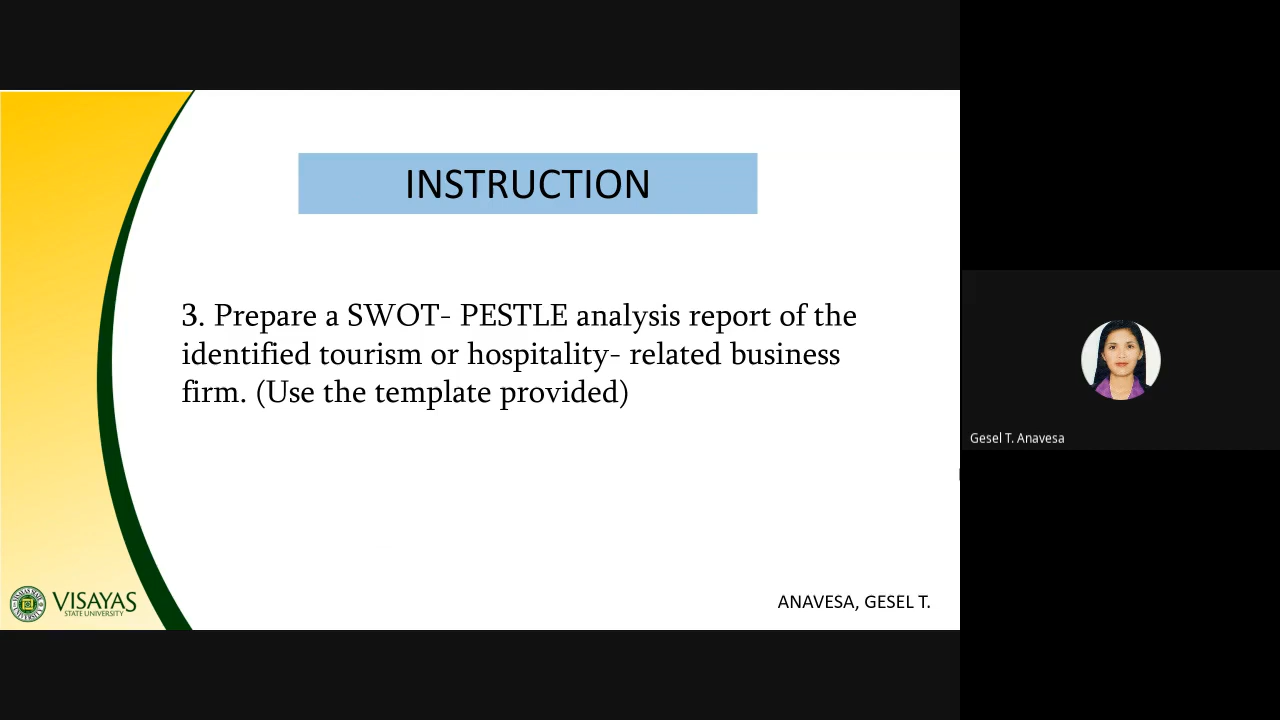 INSTRUCTION
3. Prepare a SWOT- PESTLE analysis report of the
identified tourism or hospitality- related business
firm. (Use the template provided)
Gesel T. Anavesa
VISAYAS
STATE UNIVERSITY
ANAVESA, GESEL T.